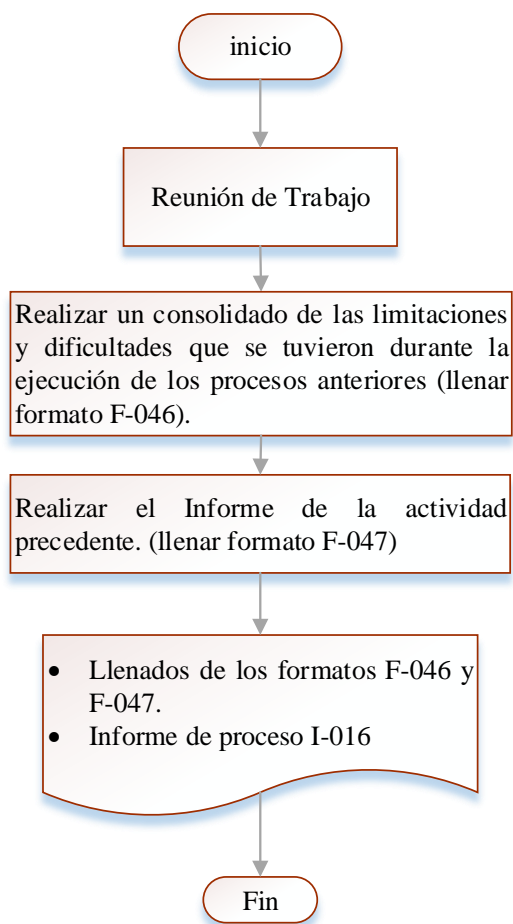 inicio
Reunión de Trabajo
Realizar un consolidado de las limitaciones
y dificultades que se tuvieron durante la
ejecución de los procesos anteriores (llenar
formato F-046).
Realizar el Informe de la actividad
precedente. (llenar formato F-047)
• Llenados de los formatos F-046 y
F-047.
• Informe de proceso I-016
Fin